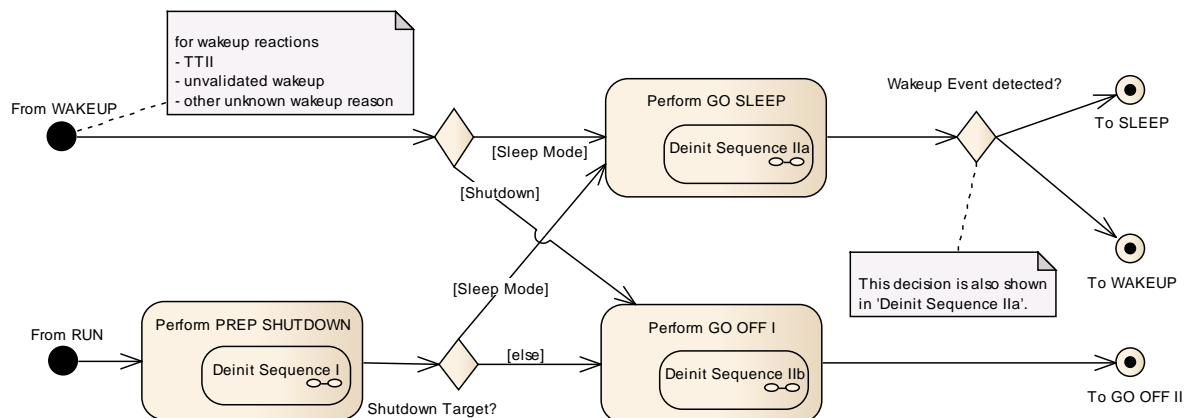 for wakeup reactions
- TTII
- unvalidated wakeup
- other unknown wakeup reason
From WAKEUP
[Sleep Mode]
[Shutdown]
Perform GO SLEEP
Deinit Sequence IIa
Wakeup Event detected?
To SLEEP
To WAKEUP
This decision is also shown
in 'Deinit Sequence IIa'.
[Sleep Mode]
From RUN
Perform PREP SHUTDOWN
Deinit Sequence I
[else]
Shutdown Target?
Perform GO OFF I
Deinit Sequence IIb
To GO OFF II